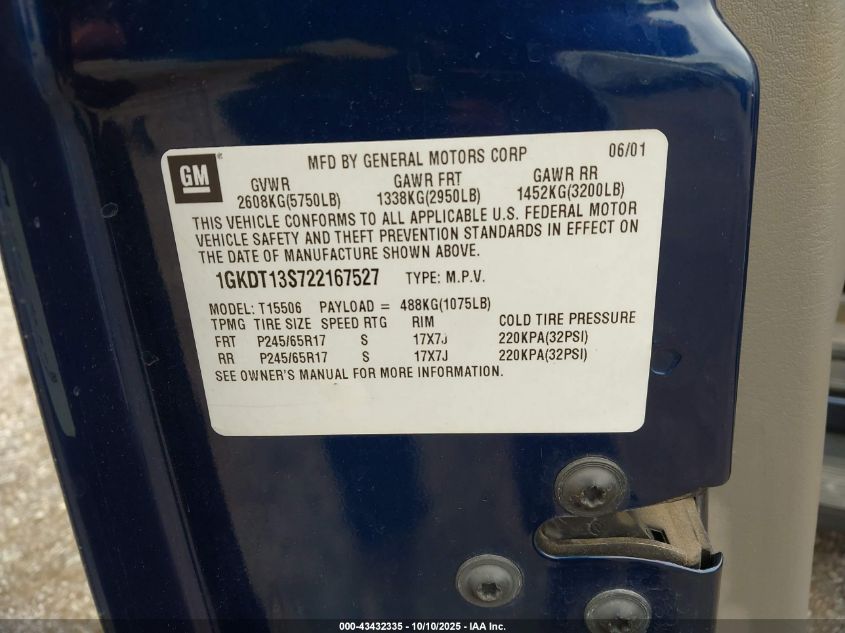 GM
MFD BY GENERAL MOTORS CORP 06/01
GVWR GAWR FRT GAWR RR
2608KG(5750LB) 1338KG(2950LB) 1452KG(3200LB)
THIS VEHICLE CONFORMS TO ALL APPLICABLE U.S. FEDERAL MOTOR
VEHICLE SAFETY AND THEFT PREVENTION STANDARDS IN EFFECT ON
THE DATE OF MANUFACTURE SHOWN ABOVE.
1GKDT13S722167527 TYPE: M.P.V.
MODEL: T15506 PAYLOAD = 488KG(1075LB)
TPMG TIRE SIZE SPEED RTG RIM COLD TIRE PRESSURE
FRT P245/65R17 S 17X7J 220KPA(32PSI)
RR P245/65R17 S 17X7J 220KPA(32PSI)
SEE OWNER'S MANUAL FOR MORE INFORMATION.
000-43432335 - 10/10/2025 - IAA Inc.